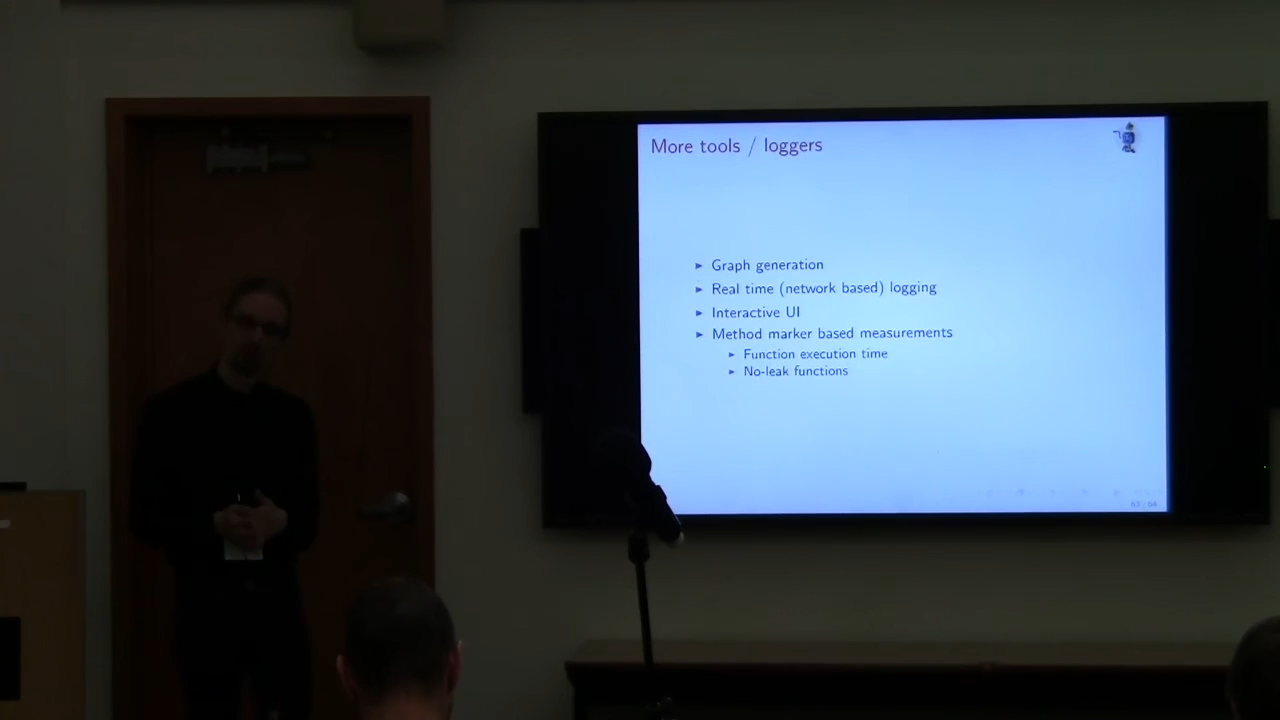 More tools / loggers
► Graph generation
► Real time (network based) logging
► Interactive UI
► Method marker based measurements
► Function execution time
► No-leak functions